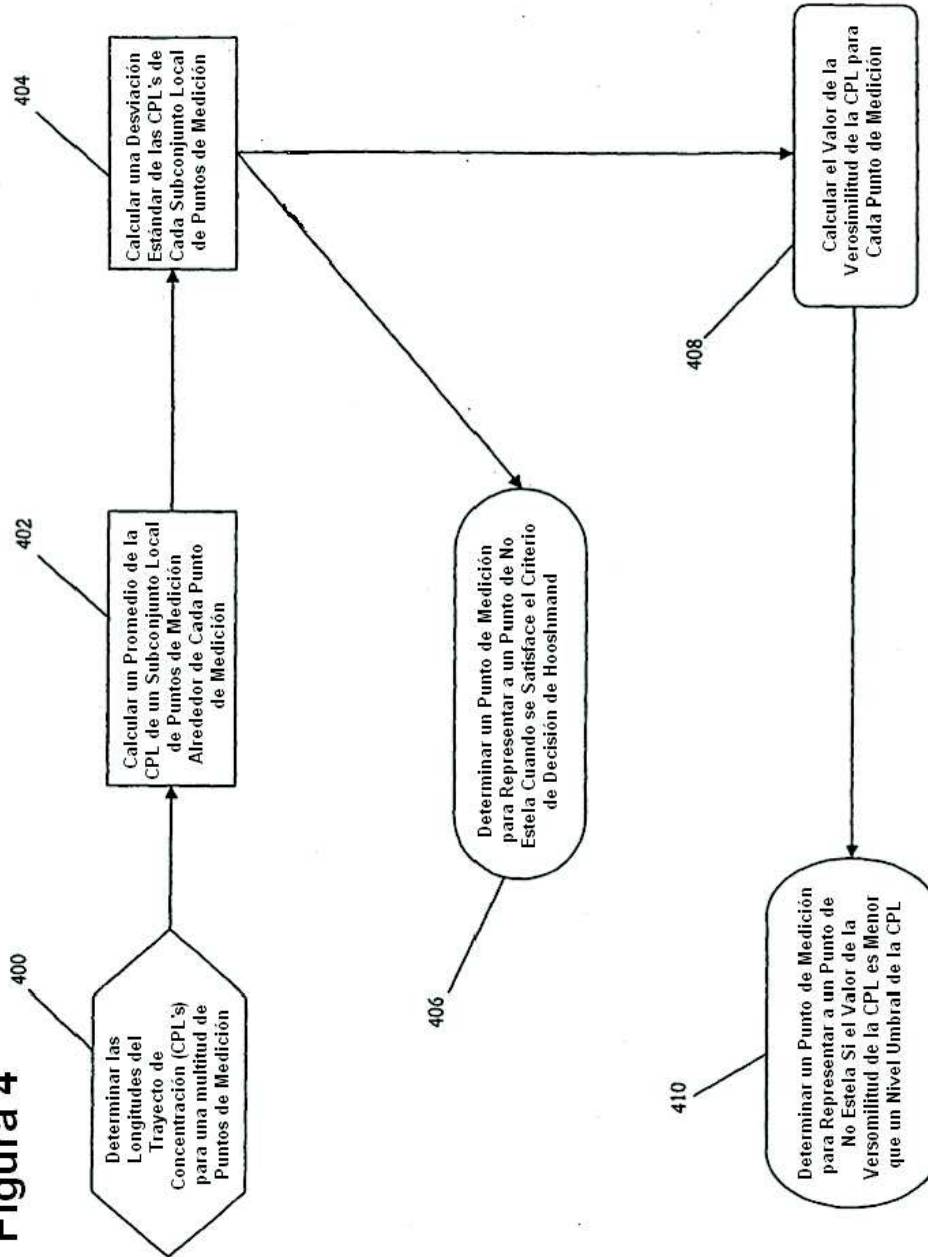 Figura 4
400
Determinar las
Longitudes del
Trayecto de
Concentración (CPL's)
para una multitud de
Puntos de Medición
402
Calcular un Promedio de la
CPL de un Subconjunto Local
de Puntos de Medición
Alrededor de Cada Punto
de Medición
404
Calcular una Desviación
Estándar de las CPL's de
Cada Subconjunto Local
de Puntos de Medición
406
Determinar un Punto de Medición
para Representar a un Punto de No
Estela Cuando se Satisface el Criterio
de Decisión de Hooshmand
408
Calcular el Valor de la
Verosimilitud de la CPL para
Cada Punto de Medición
410
Determinar un Punto de Medición
para Representar a un Punto de
No Estela Si el Valor de la
Versomilitud de la CPL es Menor
que un Nivel Umbral de la CPL